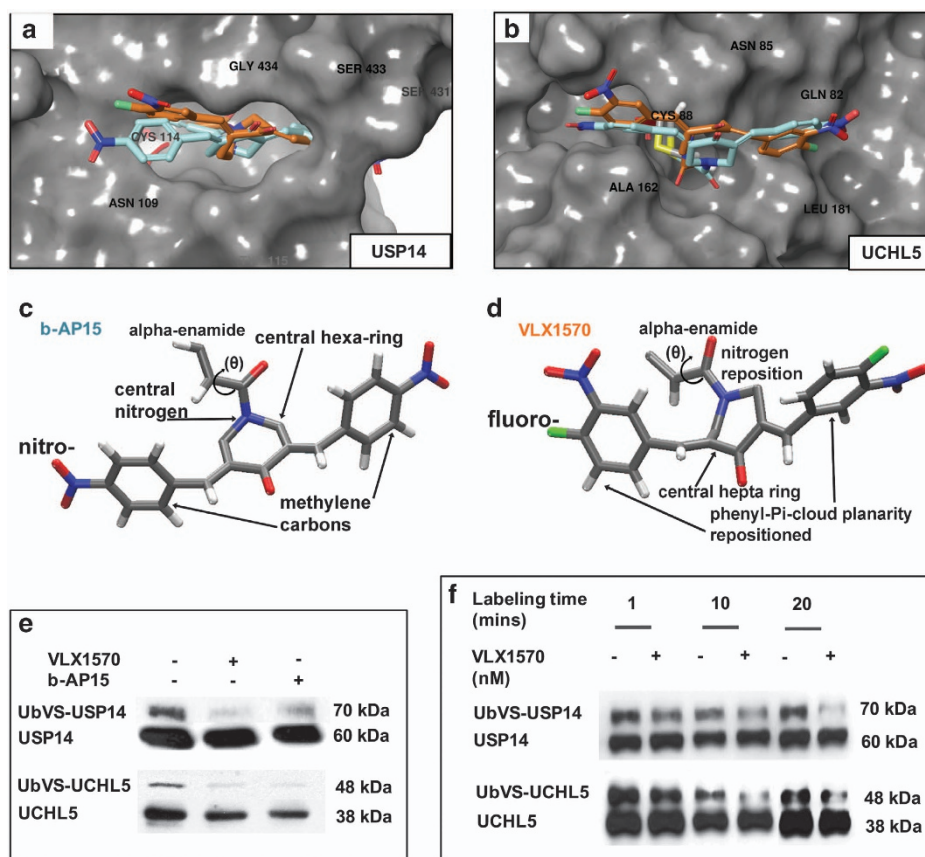 a
GLY 434
SER 433
SER 431
CYS 114
ASN 109
115
USP14
b
ASN 85
GLN 82
CYS 88
ALA 162
LEU 181
UCHL5
c
b-AP15
alpha-enamide
central hexa-ring
(θ)
central
nitrogen
nitro-
methylene
carbons
d
VLX1570
alpha-enamide
(θ)
nitrogen
reposition
fluoro-
central hepta ring
phenyl-Pi-cloud planarity
repositioned
e
VLX1570 - + -
b-AP15 - - +
UbVS-USP14 70 kDa
USP14 60 kDa
UbVS-UCHL5 48 kDa
UCHL5 38 kDa
f
Labeling time 1 10 20
(mins)
VLX1570 - + - + - +
(nM)
UbVS-USP14 70 kDa
USP14 60 kDa
UbVS-UCHL5 48 kDa
UCHL5 38 kDa